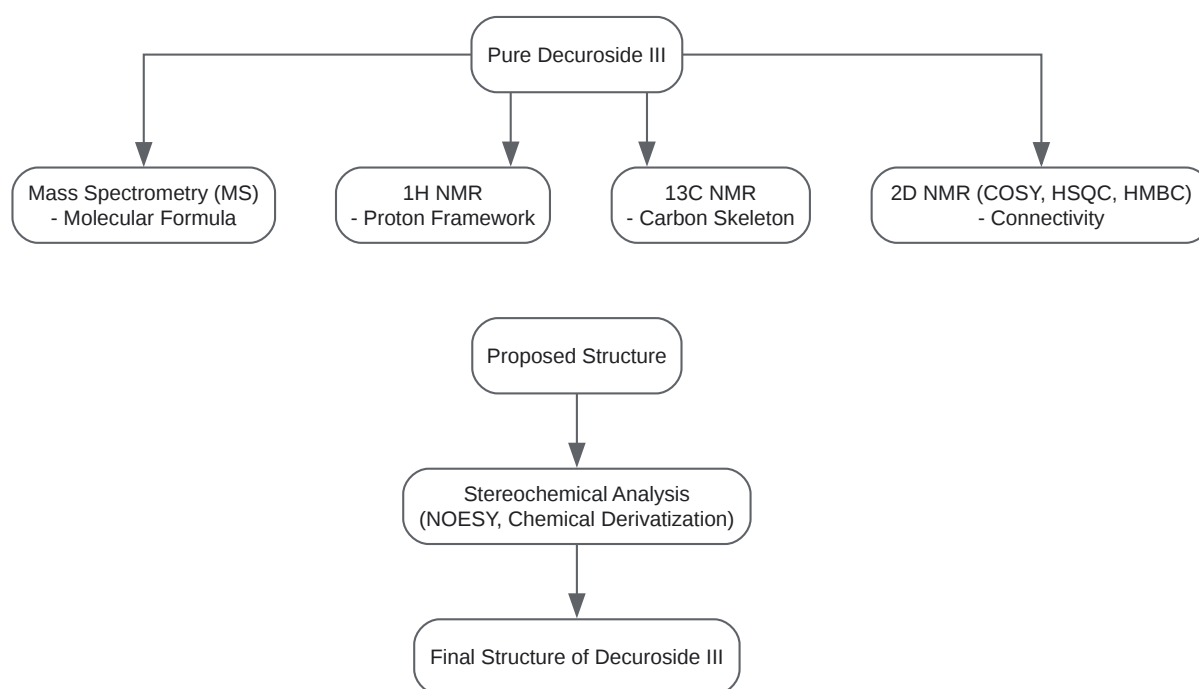 Pure Decuroside III
Mass Spectrometry (MS)
- Molecular Formula
1H NMR
- Proton Framework
13C NMR
- Carbon Skeleton
2D NMR (COSY, HSQC, HMBC)
- Connectivity
Proposed Structure
Stereochemical Analysis
(NOESY, Chemical Derivatization)
Final Structure of Decuroside III